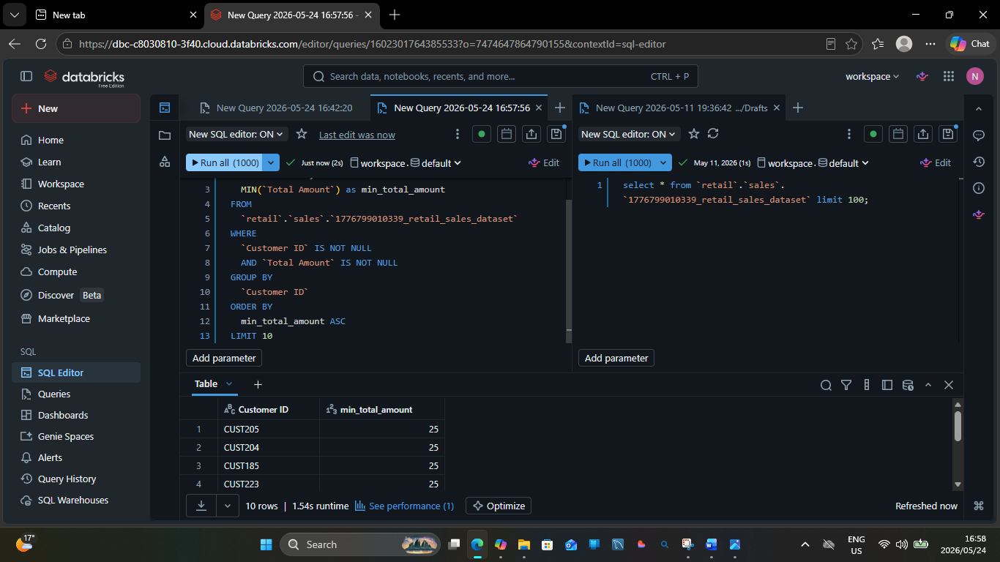 New tab
New Query 2026-05-24 16:57:56 -
https://dbc-c8030810-3f40.cloud.databricks.com/editor/queries/1602301764385533?o=7474647864790155&contextId=sql-editor
Chat
databricks
Free Edition
Search data, notebooks, recents, and more...
CTRL + P
workspace
N
New
Home
Learn
Workspace
Recents
Catalog
Jobs & Pipelines
Compute
Discover Beta
Marketplace
SQL
SQL Editor
Queries
Dashboards
Genie Spaces
Alerts
Query History
SQL Warehouses
New Query 2026-05-24 16:42:20
New Query 2026-05-24 16:57:56
New SQL editor: ON
Last edit was now
Run all (1000)
Just now (2s)
workspace. default
Edit
3 MIN(`Total Amount`) as min_total_amount
4 FROM
5 `retail`.`sales`.`1776799010339_retail_sales_dataset`
6 WHERE
7 `Customer ID` IS NOT NULL
8 AND `Total Amount` IS NOT NULL
9 GROUP BY
10 `Customer ID`
11 ORDER BY
12 min_total_amount ASC
13 LIMIT 10
Add parameter
New Query 2026-05-11 19:36:42 .../Drafts
New SQL editor: ON
Run all (1000)
May 11, 2026 (1s)
workspace. default
Edit
1 select * from `retail`.`sales`.
`1776799010339_retail_sales_dataset` limit 100;
Add parameter
Table
Customer ID min_total_amount
1 CUST205 25
2 CUST204 25
3 CUST185 25
4 CUST223 25
10 rows | 1.54s runtime
See performance (1)
Optimize
Refreshed now
17°
Search
ENG
US
16:58
2026/05/24